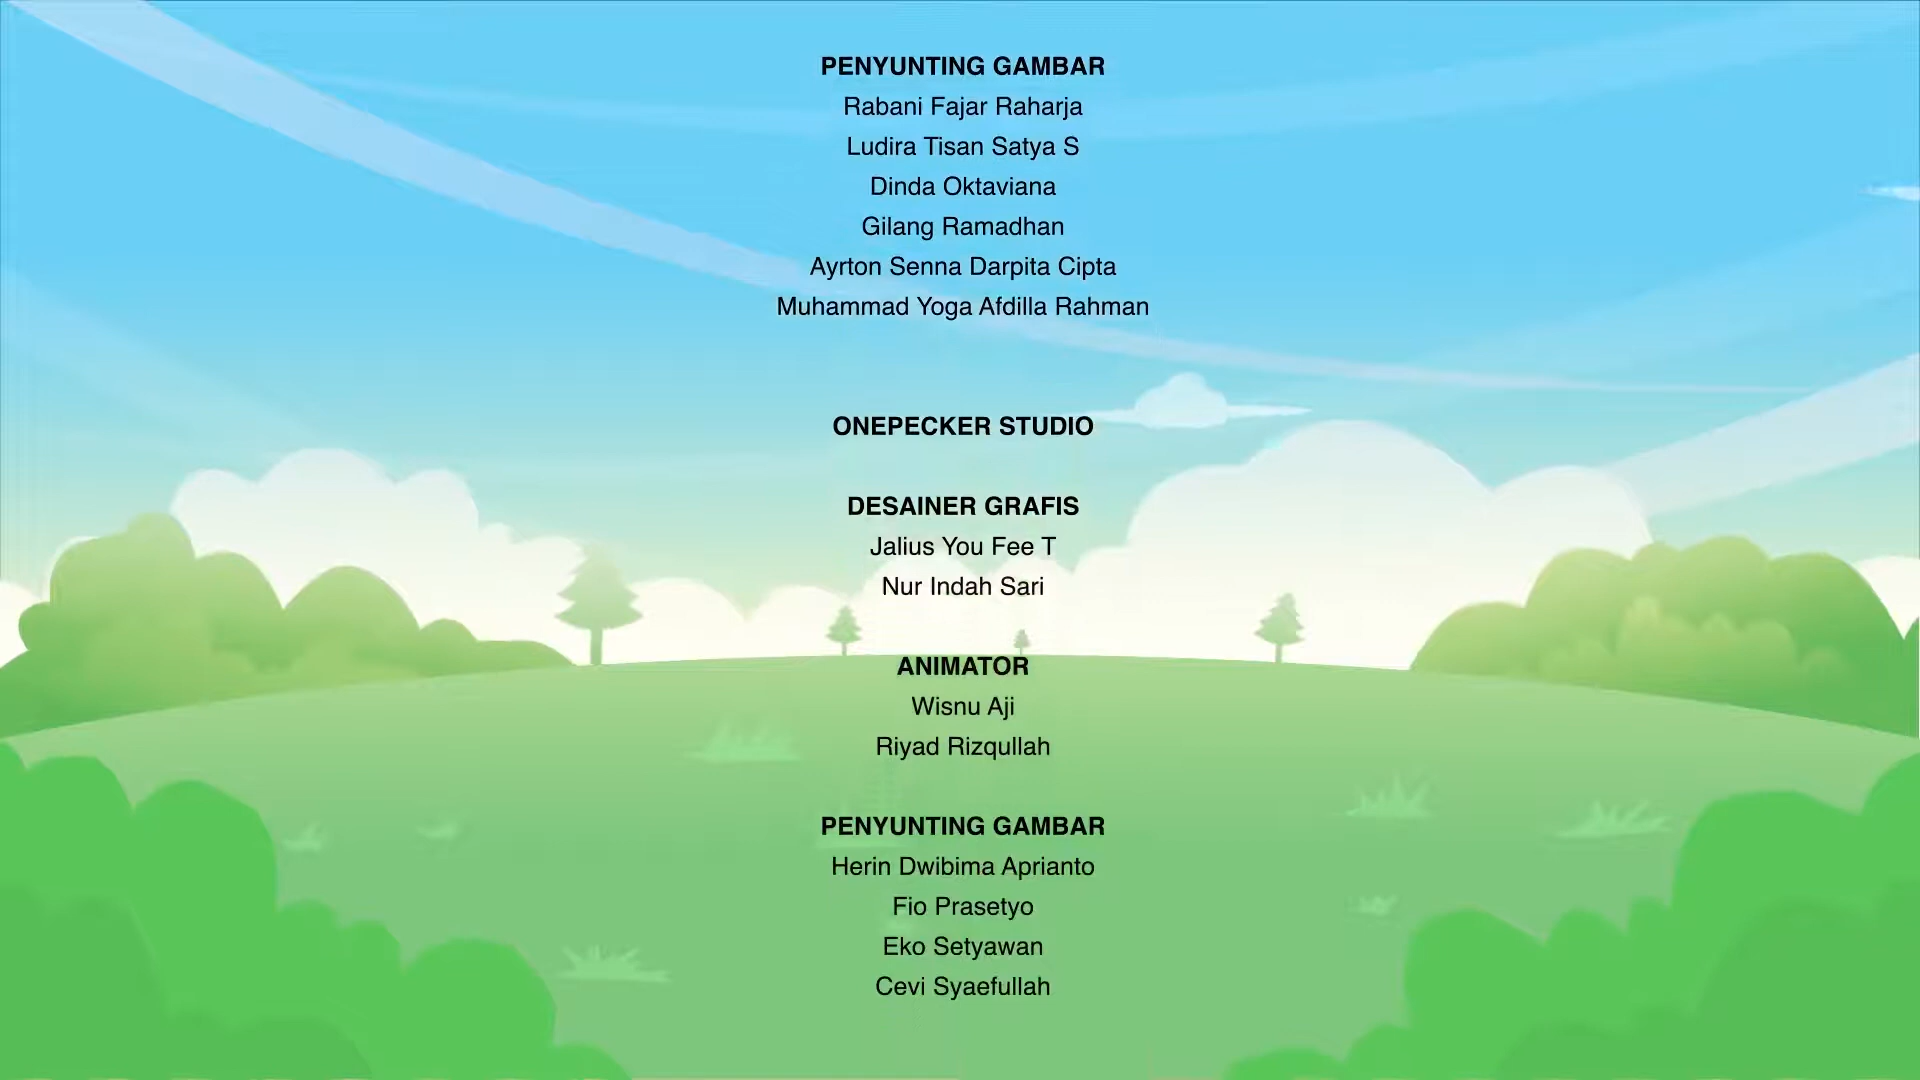 PENYUNTING GAMBAR
Rabani Fajar Raharja
Ludira Tisan Satya S
Dinda Oktaviana
Gilang Ramadhan
Ayrton Senna Darpita Cipta
Muhammad Yoga Afdilla Rahman
ONEPECKER STUDIO
DESAINER GRAFIS
Jalius You Fee T
Nur Indah Sari
ANIMATOR
Wisnu Aji
Riyad Rizqullah
PENYUNTING GAMBAR
Herin Dwibima Aprianto
Fio Prasetyo
Eko Setyawan
Cevi Syaefullah